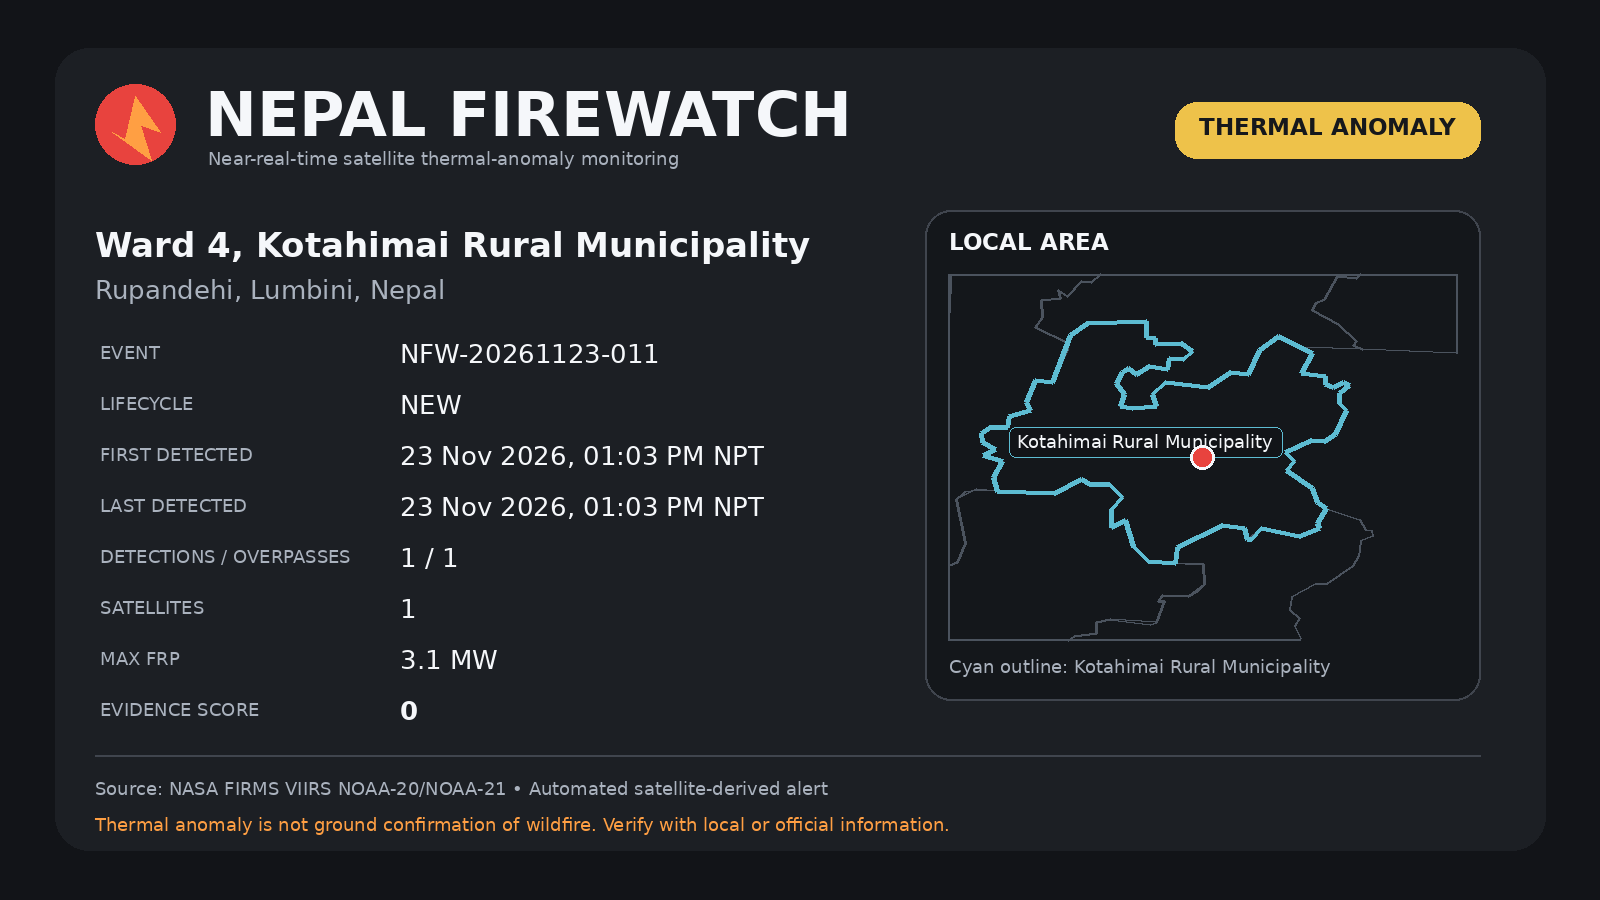 NEPAL FIREWATCH
Near-real-time satellite thermal-anomaly monitoring
THERMAL ANOMALY
Ward 4, Kotahimai Rural Municipality
Rupandehi, Lumbini, Nepal
EVENT NFW-20261123-011
LIFECYCLE NEW
FIRST DETECTED 23 Nov 2026, 01:03 PM NPT
LAST DETECTED 23 Nov 2026, 01:03 PM NPT
DETECTIONS / OVERPASSES 1 / 1
SATELLITES 1
MAX FRP 3.1 MW
EVIDENCE SCORE 0
LOCAL AREA
Kotahimai Rural Municipality
Cyan outline: Kotahimai Rural Municipality
Source: NASA FIRMS VIIRS NOAA-20/NOAA-21 • Automated satellite-derived alert
Thermal anomaly is not ground confirmation of wildfire. Verify with local or official information.